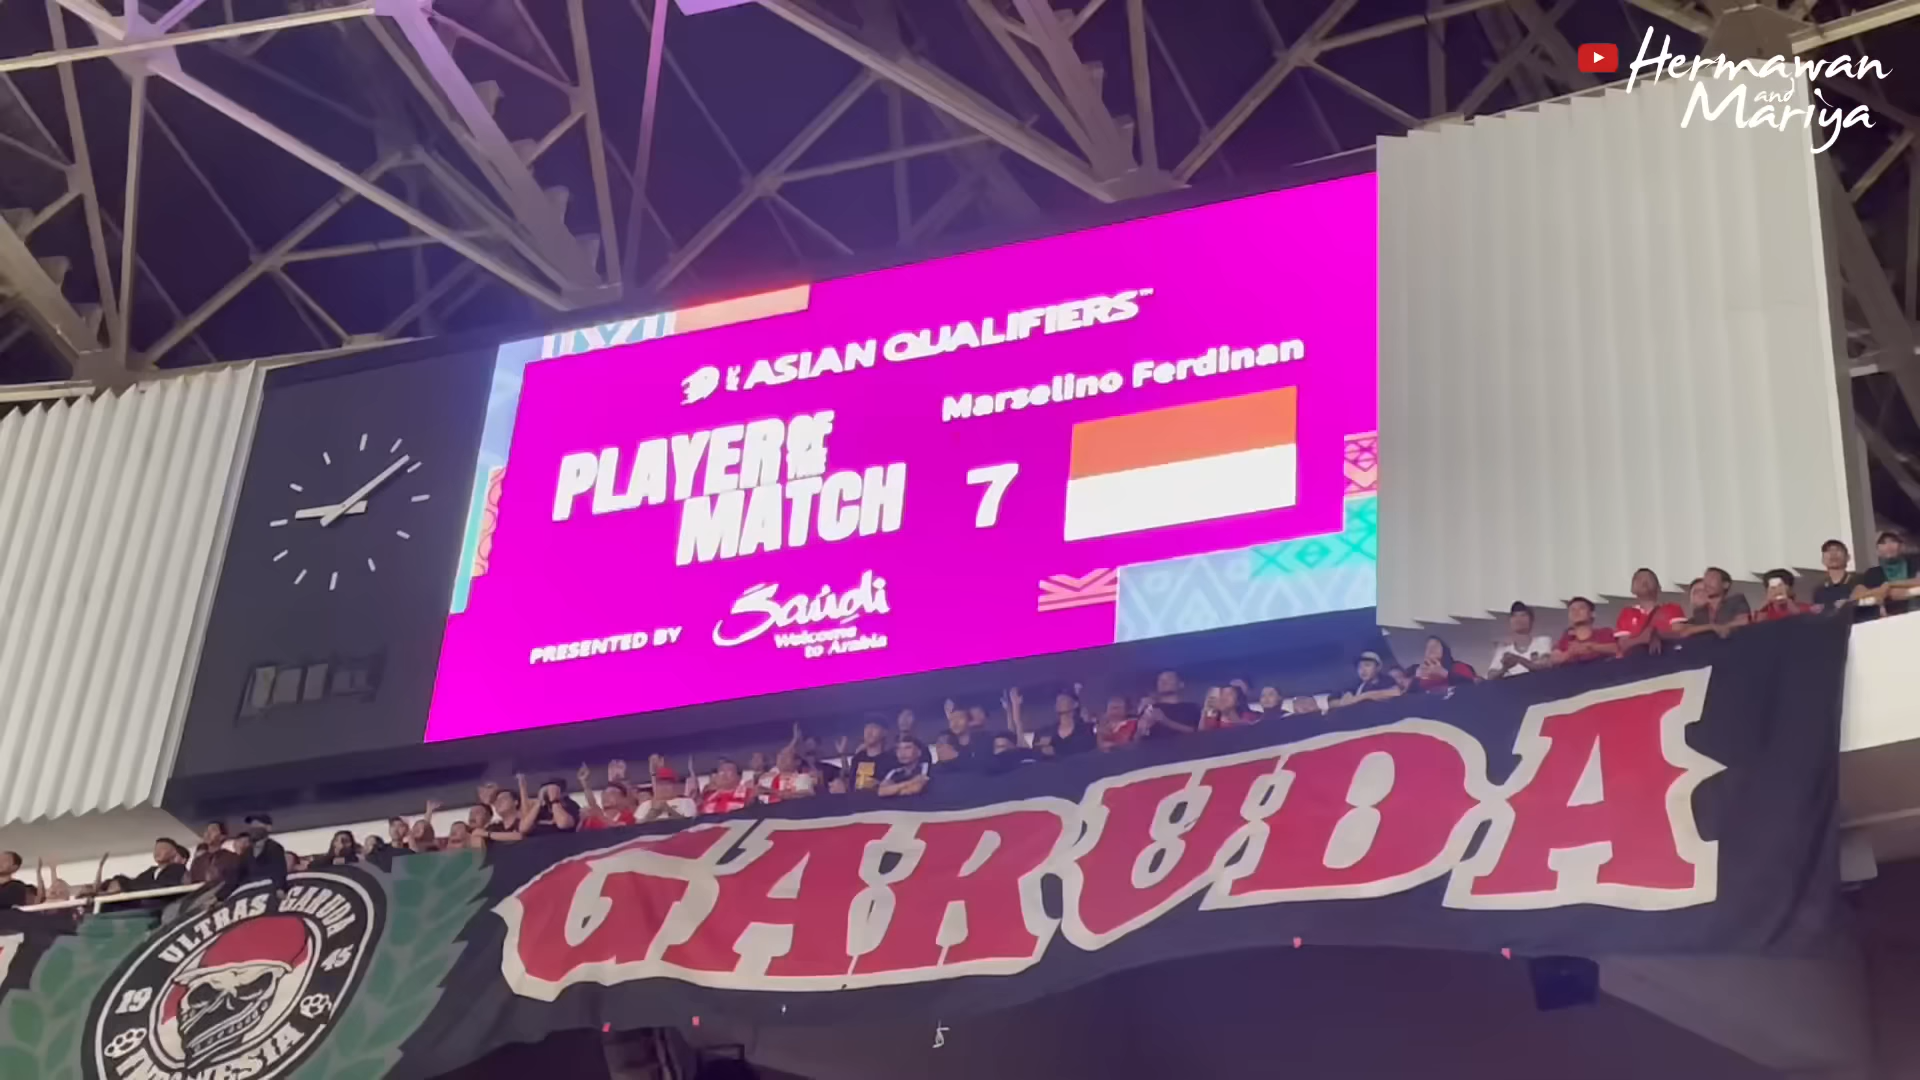 Hermawan
and
Mariya
AFC ASIAN QUALIFIERS™
Marselino Ferdinan
PLAYER OF THE
MATCH
7
PRESENTED BY
Saudi
Welcome
to Arabia
GARUDA
ULTRAS GARUDA
19 45
INDONESIA